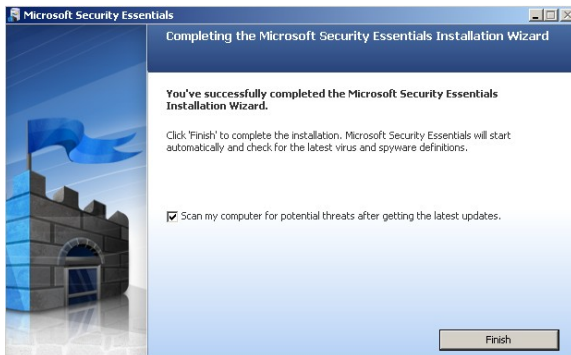 Microsoft Security Essentials
Completing the Microsoft Security Essentials Installation Wizard
You've successfully completed the Microsoft Security Essentials
Installation Wizard.
Click 'Finish' to complete the installation. Microsoft Security Essentials will start
automatically and check for the latest virus and spyware definitions.
Scan my computer for potential threats after getting the latest updates.
Finish